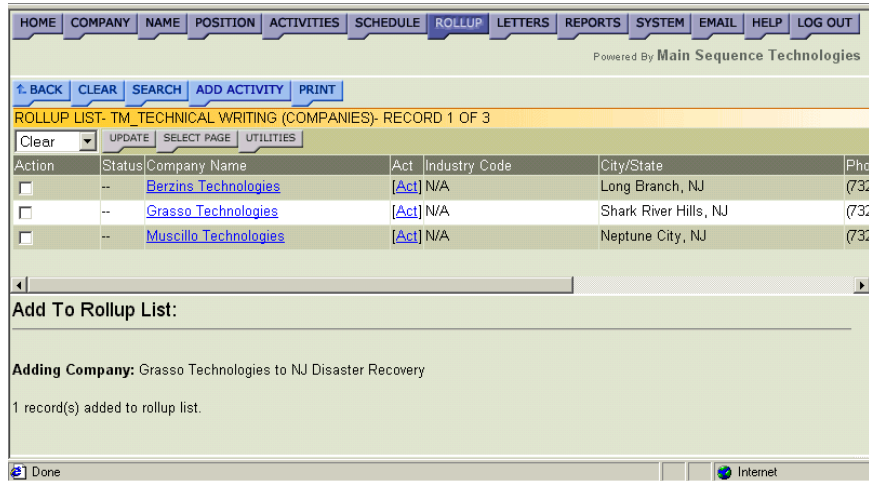 HOME COMPANY NAME POSITION ACTIVITIES SCHEDULE ROLLUP LETTERS REPORTS SYSTEM EMAIL HELP LOG OUT
Powered By Main Sequence Technologies
BACK CLEAR SEARCH ADD ACTIVITY PRINT
ROLLUP LIST- TM_TECHNICAL WRITING (COMPANIES)- RECORD 1 OF 3
Clear UPDATE SELECT PAGE UTILITIES
Action Status Company Name Act Industry Code City/State Pho
-- Berzins Technologies [Act] N/A Long Branch, NJ (732
-- Grasso Technologies [Act] N/A Shark River Hills, NJ (732
-- Muscillo Technologies [Act] N/A Neptune City, NJ (732
Add To Rollup List:
Adding Company: Grasso Technologies to NJ Disaster Recovery
1 record(s) added to rollup list.
Done Internet